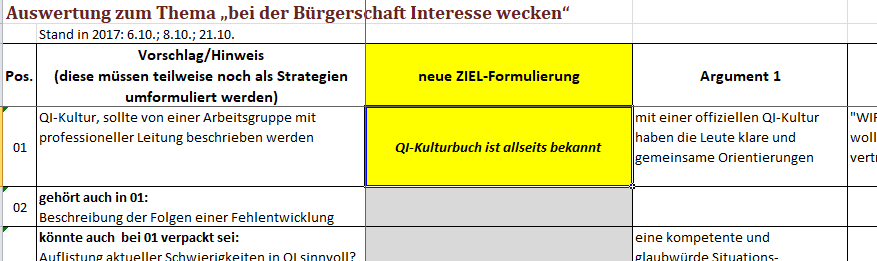 Auswertung zum Thema „bei der Bürgerschaft Interesse wecken“
Stand in 2017: 6.10.; 8.10.; 21.10.
Pos.
Vorschlag/Hinweis
(diese müssen teilweise noch als Strategien
umformuliert werden)
neue ZIEL-Formulierung
Argument 1
01
QI-Kultur, sollte von einer Arbeitsgruppe mit
professioneller Leitung beschrieben werden
QI-Kulturbuch ist allseits bekannt
mit einer offiziellen QI-Kultur
haben die Leute klare und
gemeinsame Orientierungen
"WIR
woll
vertr
02
gehört auch in 01:
Beschreibung der Folgen einer Fehlentwicklung
könnte auch bei 01 verpackt sei:
Auflistung aktueller Schwierigkeiten in QI sinnvoll?
eine kompetente und
glaubwürde Situations-